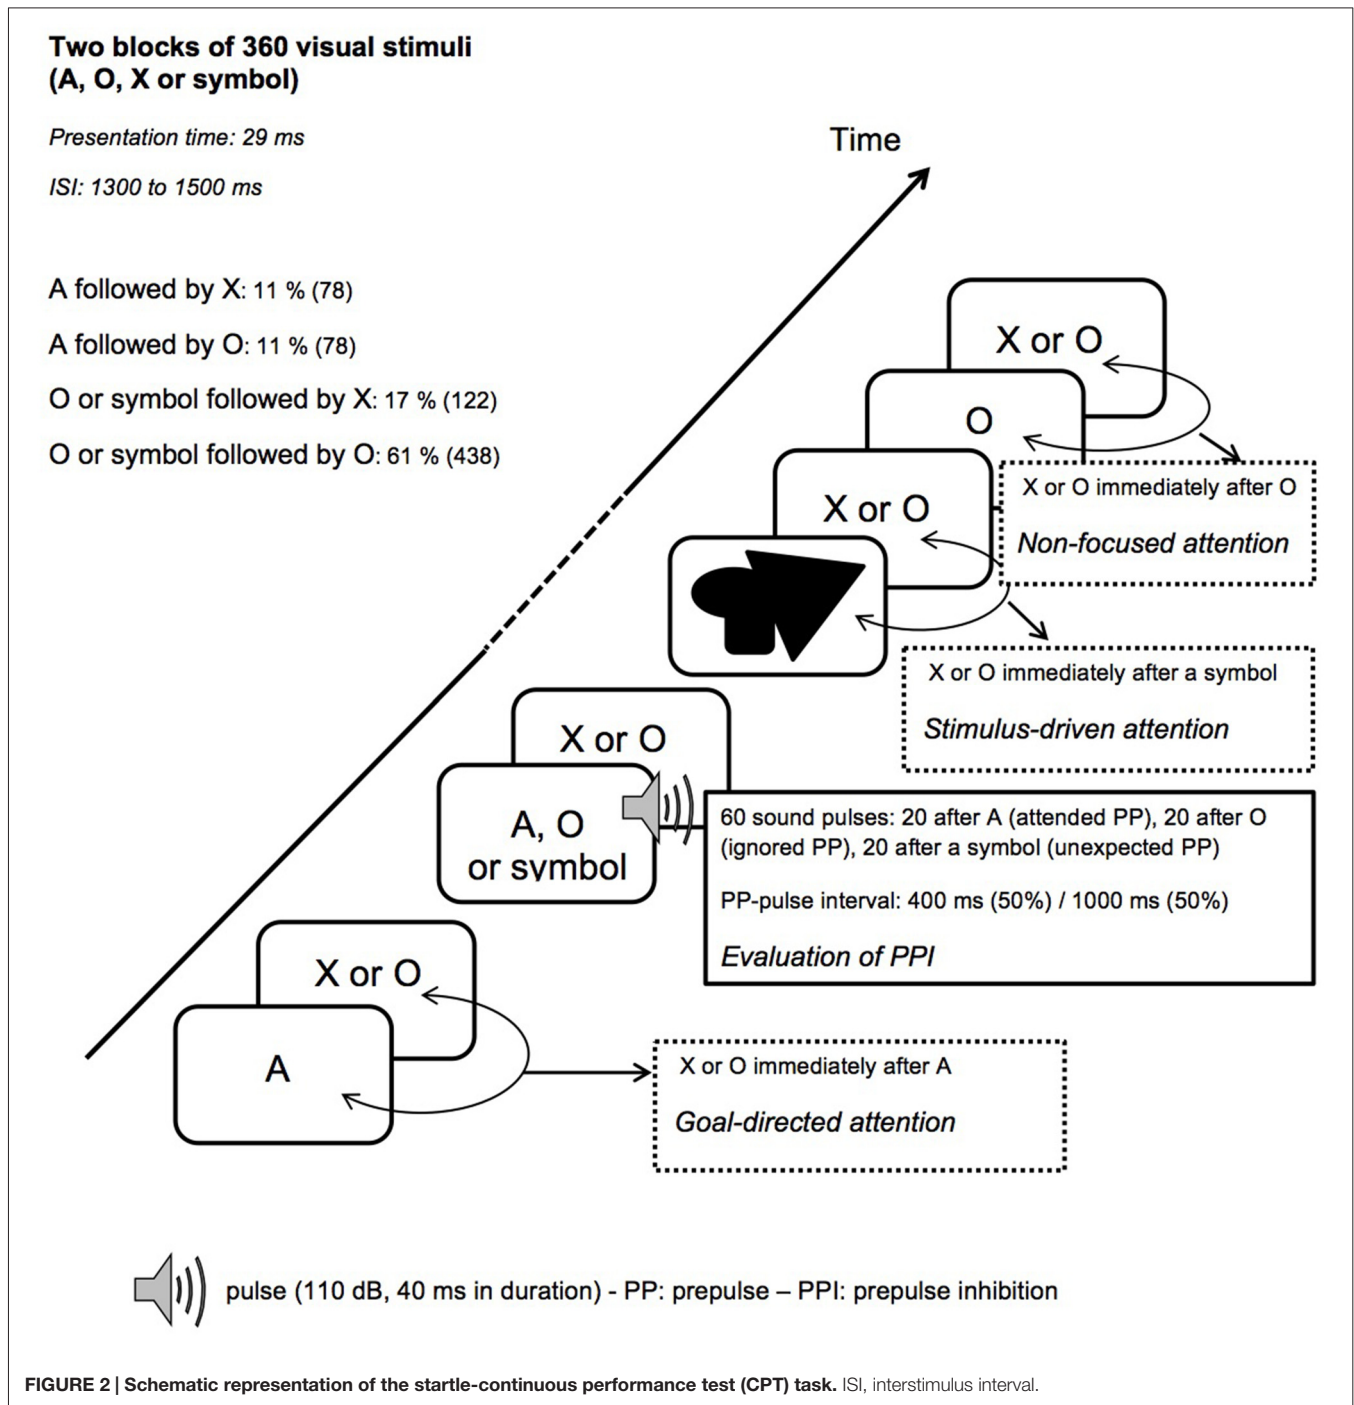 Two blocks of 360 visual stimuli
(A, O, X or symbol)
Presentation time: 29 ms
ISI: 1300 to 1500 ms
A followed by X: 11 % (78)
A followed by O: 11 % (78)
O or symbol followed by X: 17 % (122)
O or symbol followed by O: 61 % (438)
Time
X or O
O
X or O
X or O immediately after O
Non-focused attention
X or O immediately after a symbol
Stimulus-driven attention
X or O
A, O
or symbol
60 sound pulses: 20 after A (attended PP), 20 after O
(ignored PP), 20 after a symbol (unexpected PP)
PP-pulse interval: 400 ms (50%) / 1000 ms (50%)
Evaluation of PPI
X or O
A
X or O immediately after A
Goal-directed attention
pulse (110 dB, 40 ms in duration) - PP: prepulse – PPI: prepulse inhibition
FIGURE 2 | Schematic representation of the startle-continuous performance test (CPT) task. ISI, interstimulus interval.